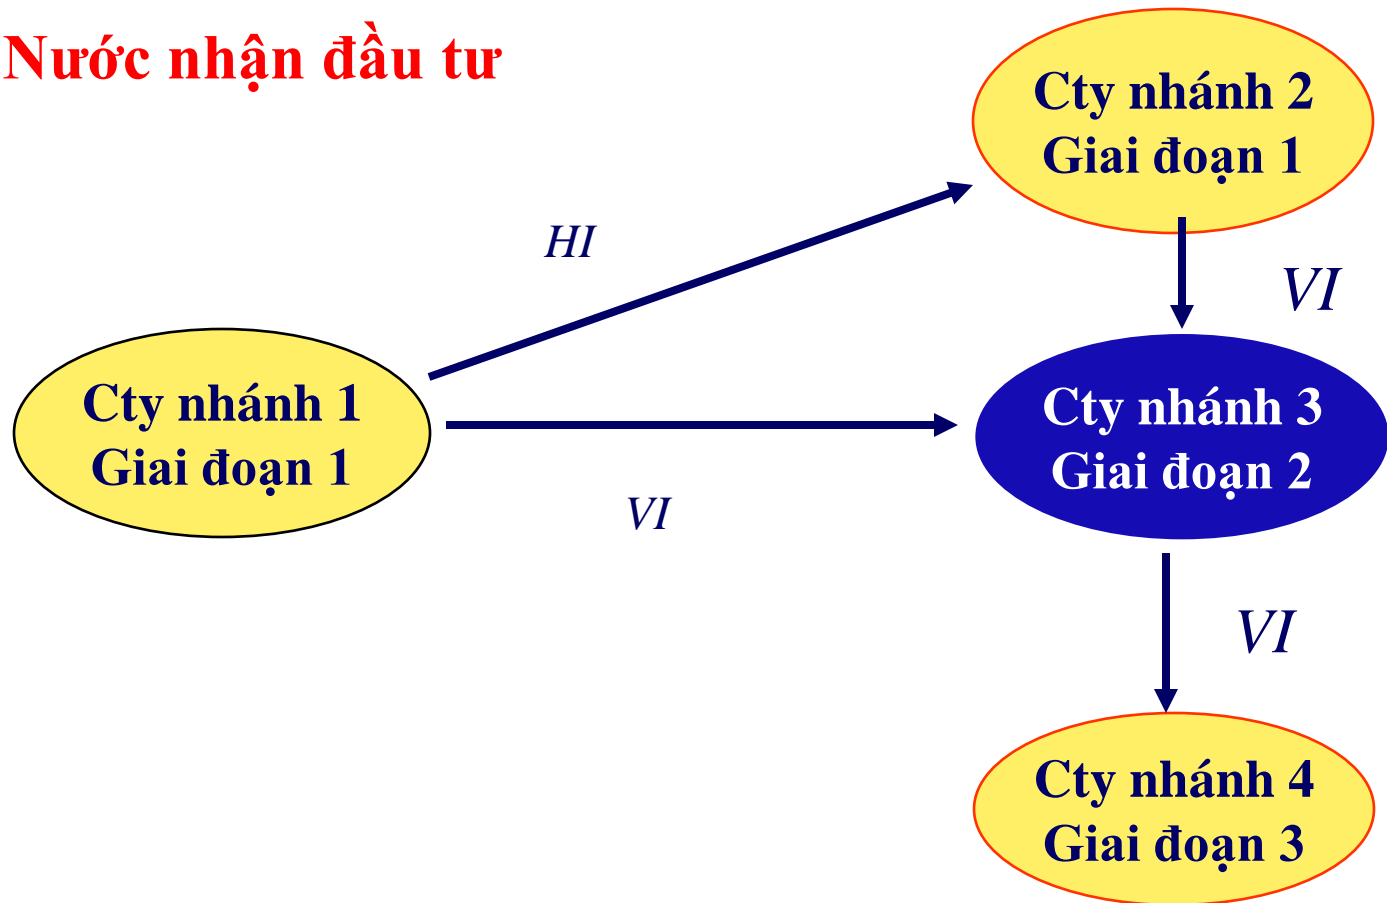 Nước nhận đầu tư
Cty nhánh 2
Giai đoạn 1
HI
VI
Cty nhánh 1
Giai đoạn 1
Cty nhánh 3
Giai đoạn 2
VI
VI
Cty nhánh 4
Giai đoạn 3